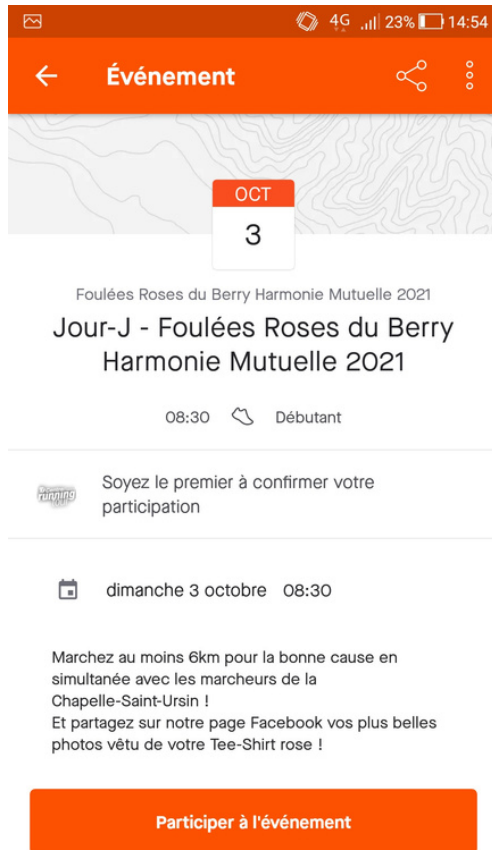 4G 23% 14:54
Événement
OCT
3
Foulées Roses du Berry Harmonie Mutuelle 2021
Jour-J - Foulées Roses du Berry
Harmonie Mutuelle 2021
08:30 Débutant
running
Soyez le premier à confirmer votre
participation
dimanche 3 octobre 08:30
Marchez au moins 6km pour la bonne cause en
simultanée avec les marcheurs de la
Chapelle-Saint-Ursin !
Et partagez sur notre page Facebook vos plus belles
photos vêtu de votre Tee-Shirt rose !
Participer à l'événement